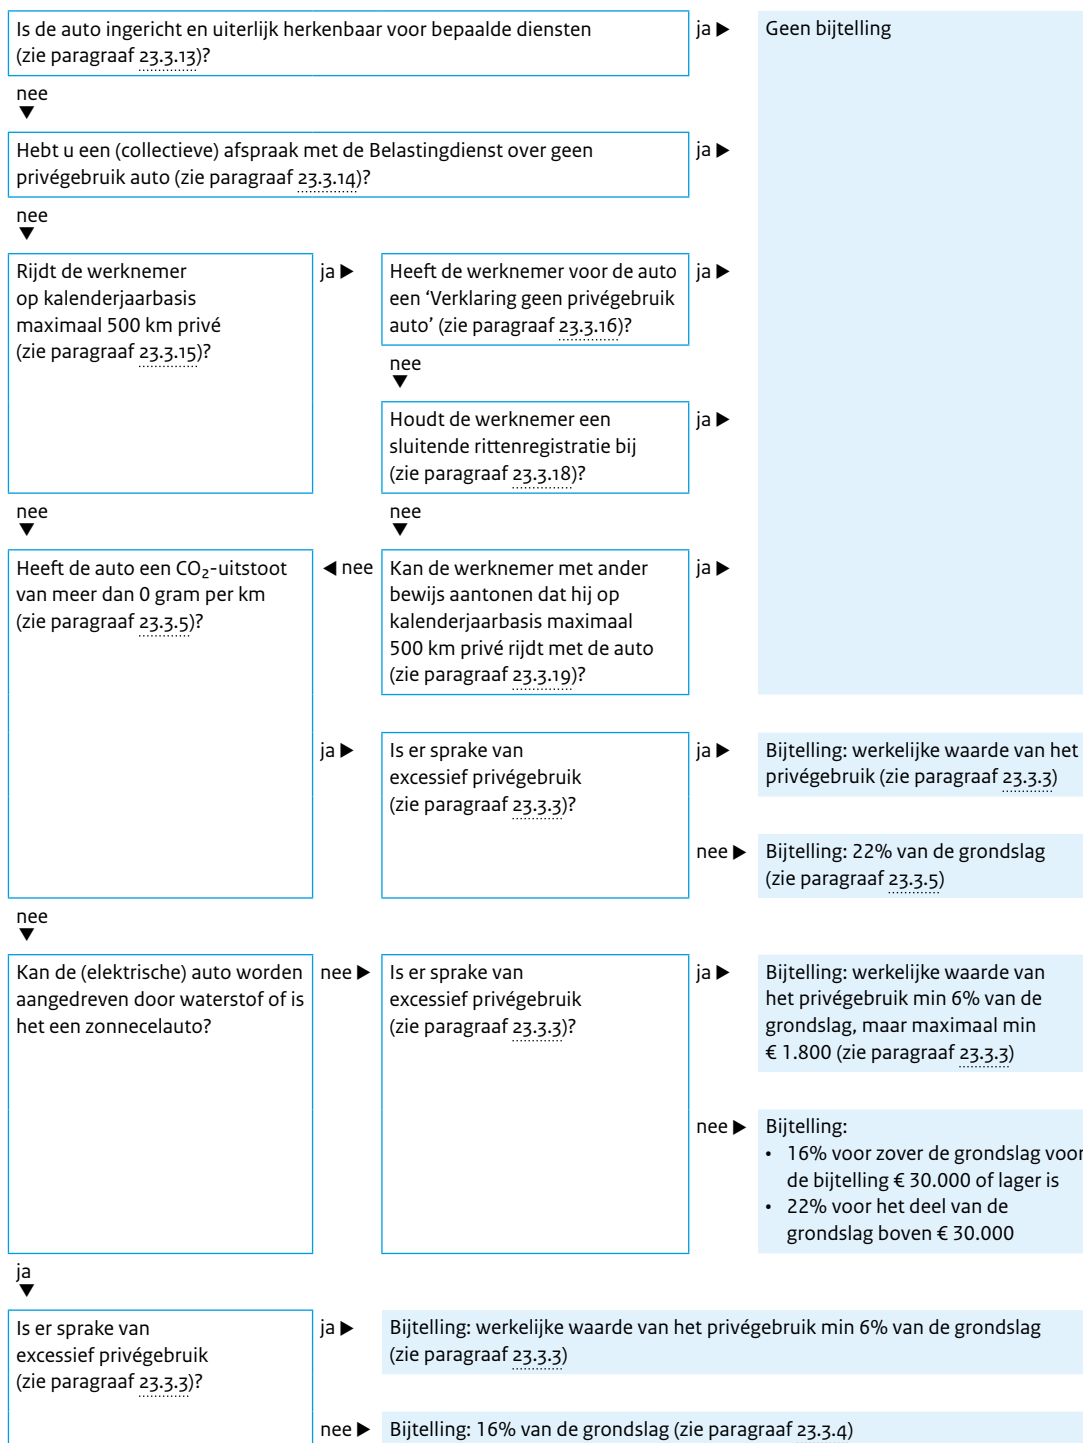 Is de auto ingericht en uiterlijk herkenbaar voor bepaalde diensten
(zie paragraaf 23.3.13)?
ja ▶
Geen bijtelling
nee
▼
Hebt u een (collectieve) afspraak met de Belastingdienst over geen
privégebruik auto (zie paragraaf 23.3.14)?
ja ▶
nee
▼
Rijdt de werknemer
op kalenderjaarbasis
maximaal 500 km privé
(zie paragraaf 23.3.15)?
ja ▶
Heeft de werknemer voor de auto
een ‘Verklaring geen privégebruik
auto’ (zie paragraaf 23.3.16)?
ja ▶
nee
▼
Houdt de werknemer een
sluitende rittenregistratie bij
(zie paragraaf 23.3.18)?
ja ▶
nee
▼
nee
▼
Heeft de auto een CO₂-uitstoot
van meer dan 0 gram per km
(zie paragraaf 23.3.5)?
◀ nee
Kan de werknemer met ander
bewijs aantonen dat hij op
kalenderjaarbasis maximaal
500 km privé rijdt met de auto
(zie paragraaf 23.3.19)?
ja ▶
ja ▶
Is er sprake van
excessief privégebruik
(zie paragraaf 23.3.3)?
ja ▶
Bijtelling: werkelijke waarde van het
privégebruik (zie paragraaf 23.3.3)
nee ▶
Bijtelling: 22% van de grondslag
(zie paragraaf 23.3.5)
nee
▼
Kan de (elektrische) auto worden
aangedreven door waterstof of is
het een zonnecelauto?
nee ▶
Is er sprake van
excessief privégebruik
(zie paragraaf 23.3.3)?
ja ▶
Bijtelling: werkelijke waarde van
het privégebruik min 6% van de
grondslag, maar maximaal min
€ 1.800 (zie paragraaf 23.3.3)
nee ▶
Bijtelling:
• 16% voor zover de grondslag voor
de bijtelling € 30.000 of lager is
• 22% voor het deel van de
grondslag boven € 30.000
ja
▼
Is er sprake van
excessief privégebruik
(zie paragraaf 23.3.3)?
ja ▶
Bijtelling: werkelijke waarde van het privégebruik min 6% van de grondslag
(zie paragraaf 23.3.3)
nee ▶
Bijtelling: 16% van de grondslag (zie paragraaf 23.3.4)